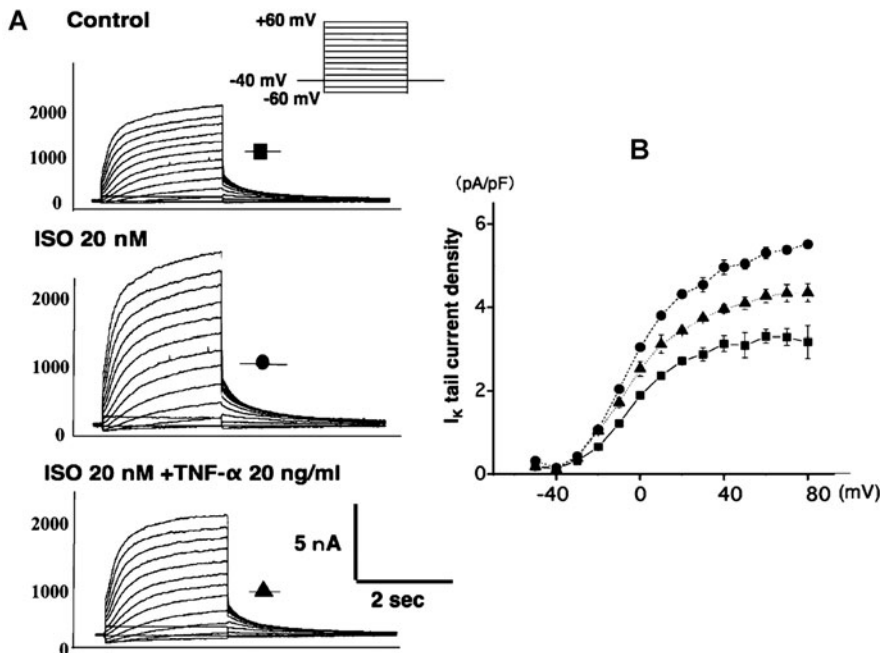 A
Control
+60 mV
-40 mV
-60 mV
2000
1000
0
ISO 20 nM
2000
1000
0
ISO 20 nM +TNF-α 20 ng/ml
2000
1000
0
5 nA
2 sec
B
(pA/pF)
IK tail current density
6
4
2
0
-40 0 40 80 (mV)